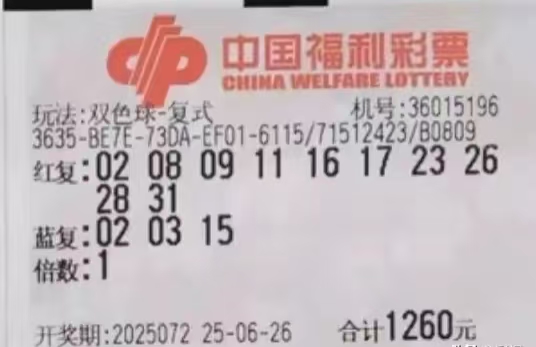 中国福利彩票
CHINA WELFARE LOTTERY
玩法:双色球-复式 机号:36015196
3635-BE7E-73DA-EF01-6115/71512423/B0809
红复:02 08 09 11 16 17 23 26
28 31
蓝复:02 03 15
倍数:1
开奖期:2025072 25-06-26 合计1260元